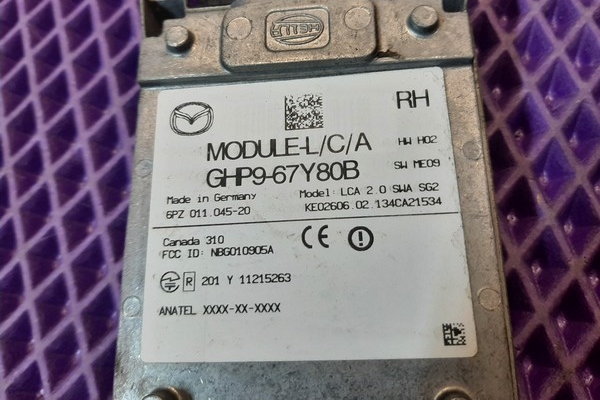 HELLA
RH
MODULE-L/C/A
HW H02
GHP9-67Y80B
SW ME09
Made in Germany
Model: LCA 2.0 SWA SG2
6PZ 011.045-20
KE02606.02.134CA21534
Canada 310
FCC ID: NBG010905A
CE
R 201 Y 11215263
ANATEL XXXX-XX-XXXX